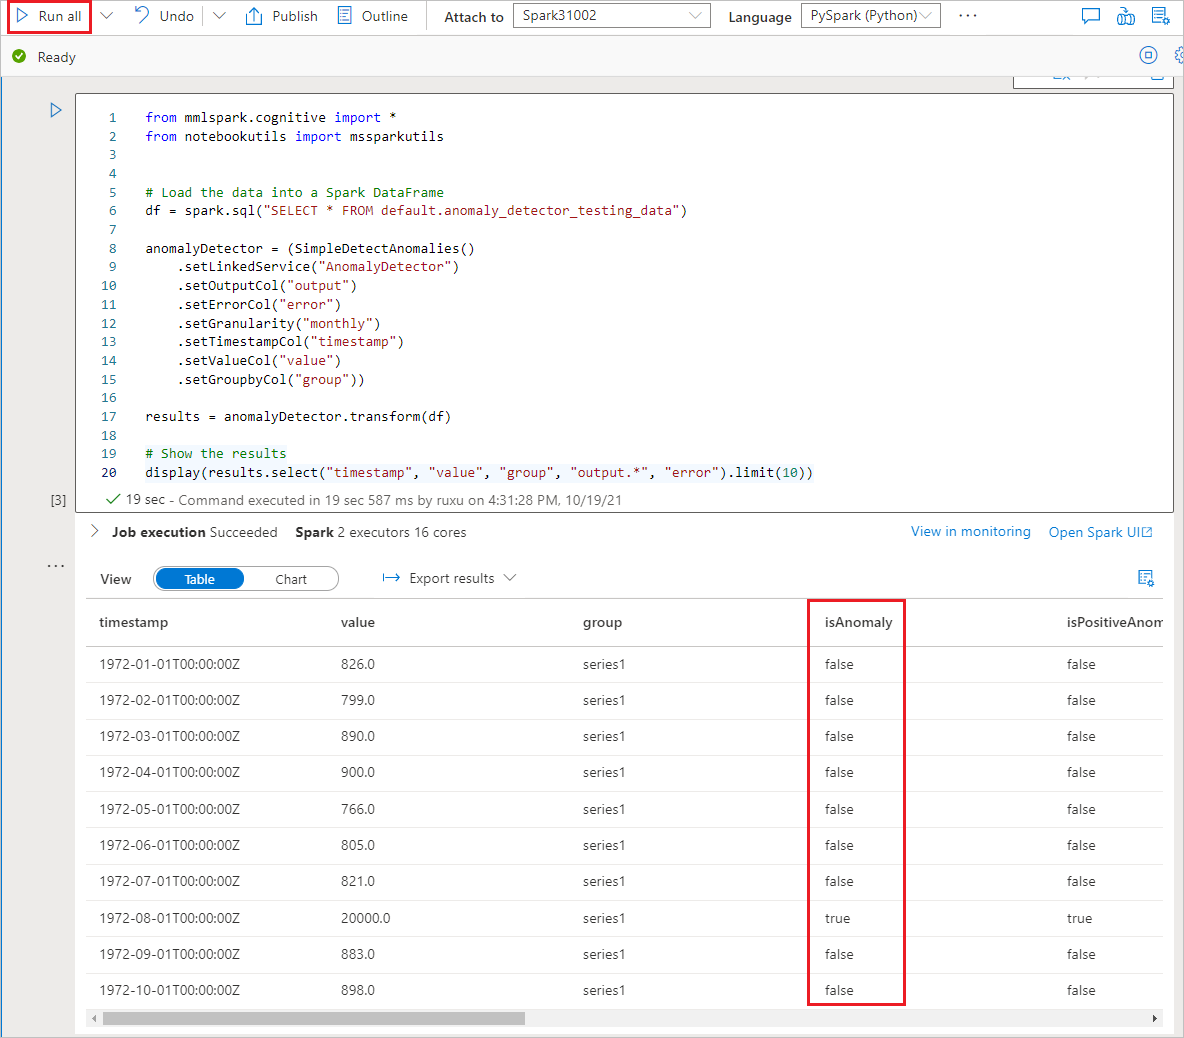 Run all Undo Publish Outline Attach to Spark31002 Language PySpark (Python) ...
Ready
1 from mmlspark.cognitive import *
2 from notebookutils import mssparkutils
3
4
5 # Load the data into a Spark DataFrame
6 df = spark.sql("SELECT * FROM default.anomaly_detector_testing_data")
7
8 anomalyDetector = (SimpleDetectAnomalies()
9 .setLinkedService("AnomalyDetector")
10 .setOutputCol("output")
11 .setErrorCol("error")
12 .setGranularity("monthly")
13 .setTimestampCol("timestamp")
14 .setValueCol("value")
15 .setGroupbyCol("group"))
16
17 results = anomalyDetector.transform(df)
18
19 # Show the results
20 display(results.select("timestamp", "value", "group", "output.*", "error").limit(10))
[3] 19 sec - Command executed in 19 sec 587 ms by ruxu on 4:31:28 PM, 10/19/21
Job execution Succeeded Spark 2 executors 16 cores View in monitoring Open Spark UI
...
View Table Chart Export results
timestamp value group isAnomaly isPositiveAnom
1972-01-01T00:00:00Z 826.0 series1 false false
1972-02-01T00:00:00Z 799.0 series1 false false
1972-03-01T00:00:00Z 890.0 series1 false false
1972-04-01T00:00:00Z 900.0 series1 false false
1972-05-01T00:00:00Z 766.0 series1 false false
1972-06-01T00:00:00Z 805.0 series1 false false
1972-07-01T00:00:00Z 821.0 series1 false false
1972-08-01T00:00:00Z 20000.0 series1 true true
1972-09-01T00:00:00Z 883.0 series1 false false
1972-10-01T00:00:00Z 898.0 series1 false false